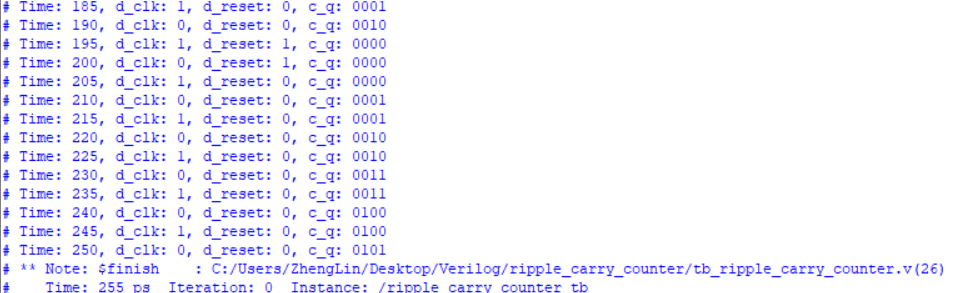 # Time: 185, d_clk: 1, d_reset: 0, c_q: 0001
# Time: 190, d_clk: 0, d_reset: 0, c_q: 0010
# Time: 195, d_clk: 1, d_reset: 1, c_q: 0000
# Time: 200, d_clk: 0, d_reset: 1, c_q: 0000
# Time: 205, d_clk: 1, d_reset: 0, c_q: 0000
# Time: 210, d_clk: 0, d_reset: 0, c_q: 0001
# Time: 215, d_clk: 1, d_reset: 0, c_q: 0001
# Time: 220, d_clk: 0, d_reset: 0, c_q: 0010
# Time: 225, d_clk: 1, d_reset: 0, c_q: 0010
# Time: 230, d_clk: 0, d_reset: 0, c_q: 0011
# Time: 235, d_clk: 1, d_reset: 0, c_q: 0011
# Time: 240, d_clk: 0, d_reset: 0, c_q: 0100
# Time: 245, d_clk: 1, d_reset: 0, c_q: 0100
# Time: 250, d_clk: 0, d_reset: 0, c_q: 0101
# ** Note: $finish    : C:/Users/ZhengLin/Desktop/Verilog/ripple_carry_counter/tb_ripple_carry_counter.v(26)
#    Time: 255 ps  Iteration: 0  Instance: /ripple_carry_counter_tb